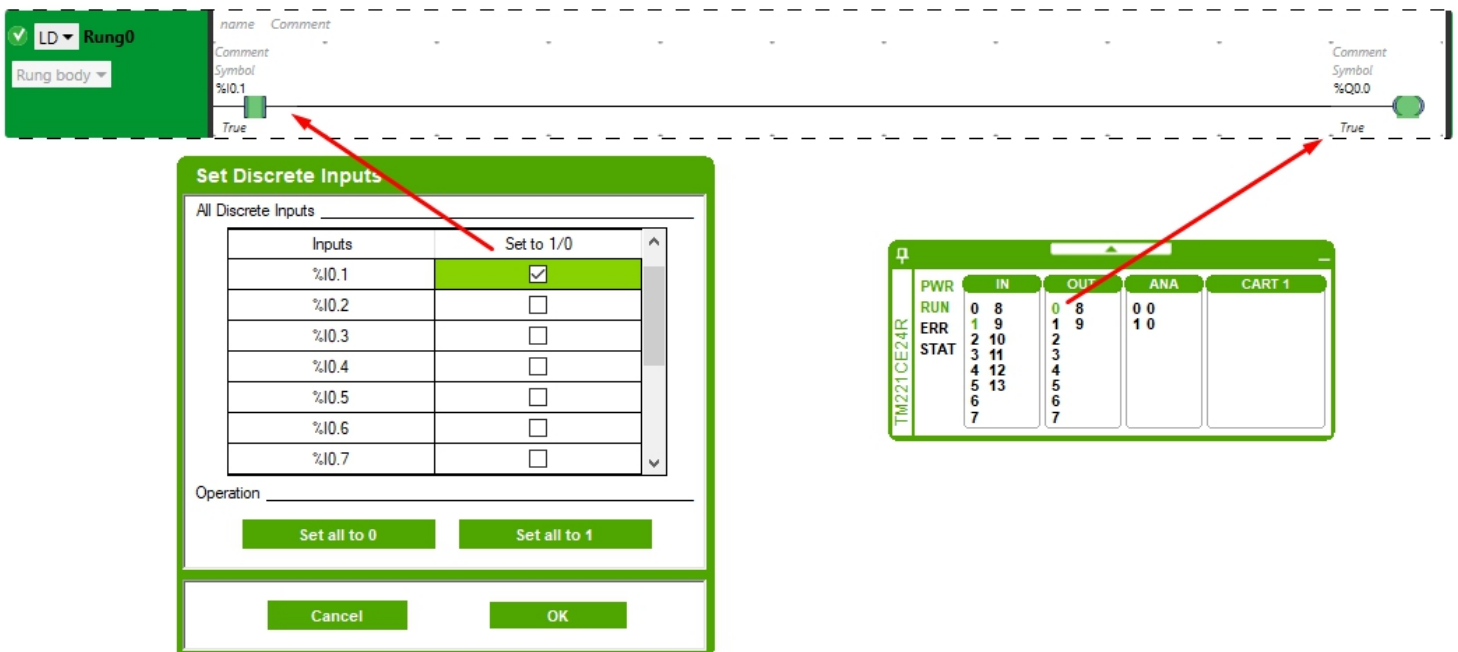 LD Rung0
Rung body
name Comment
Comment
Symbol
%I0.1
True
Comment
Symbol
%Q0.0
True
Set Discrete Inputs
All Discrete Inputs
Inputs Set to 1/0
%I0.1
%I0.2
%I0.3
%I0.4
%I0.5
%I0.6
%I0.7
Operation
Set all to 0 Set all to 1
Cancel OK
TM221CE24R
PWR
RUN
ERR
STAT
IN
0 8
1 9
2 10
3 11
4 12
5 13
6
7
OUT
0 8
1 9
2
3
4
5
6
7
ANA
0 0
1 0
CART 1